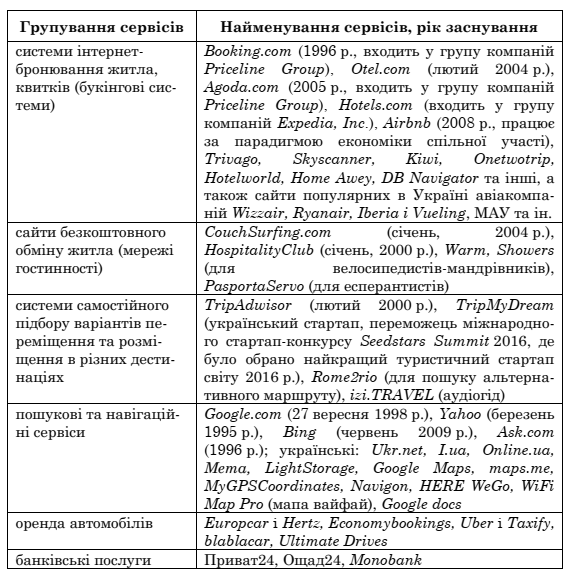 Групування сервісів
Найменування сервісів, рік заснування
системи інтернет-
бронювання житла,
квитків (букінгові сис-
теми)
Booking.com (1996 р., входить у групу компаній
Priceline Group), Otel.com (лютий 2004 р.),
Agoda.com (2005 р., входить у групу компаній
Priceline Group), Hotels.com (входить у групу
компаній Expedia, Inc.), Airbnb (2008 р., працює
за парадигмою економіки спільної участі),
Trivago, Skyscanner, Kiwi, Onetwotrip,
Hotelworld, Home Awey, DB Navigator та інші, а
також сайти популярних в Україні авіакомпа-
ній Wizzair, Ryanair, Iberia і Vueling, МАУ та ін.
сайти безкоштовного
обміну житла (мережі
гостинності)
CouchSurfing.com (січень, 2004 р.),
HospitalityClub (січень, 2000 р.), Warm, Showers
(для велосипедистів-мандрівників),
PasportaServo (для есперантистів)
системи самостійного
підбору варіантів пе-
реміщення та розмі-
щення в різних дести-
націях
TripAdwisor (лютий 2000 р.), TripMyDream
(український стартап, переможець міжнародно-
го стартап-конкурсу Seedstars Summit 2016, де
було обрано найкращий туристичний стартап
світу 2016 р.), Rome2rio (для пошуку альтерна-
тивного маршруту), izi.TRAVEL (аудіогід)
пошукові та навігацій-
ні сервіси
Google.com (27 вересня 1998 р.), Yahoo (березень
1995 р.), Bing (червень 2009 р.), Ask.com
(1996 р.); українські: Ukr.net, I.ua, Online.ua,
Мета, LightStorage, Google Maps, maps.me,
MyGPSCoordinates, Navigon, HERE WeGo, WiFi
Map Pro (мапа вайфай), Google docs
оренда автомобілів
Europcar і Hertz, Economybookings, Uber і Taxify,
blablacar, Ultimate Drives
банківські послуги
Приват24, Ощад24, Monobank